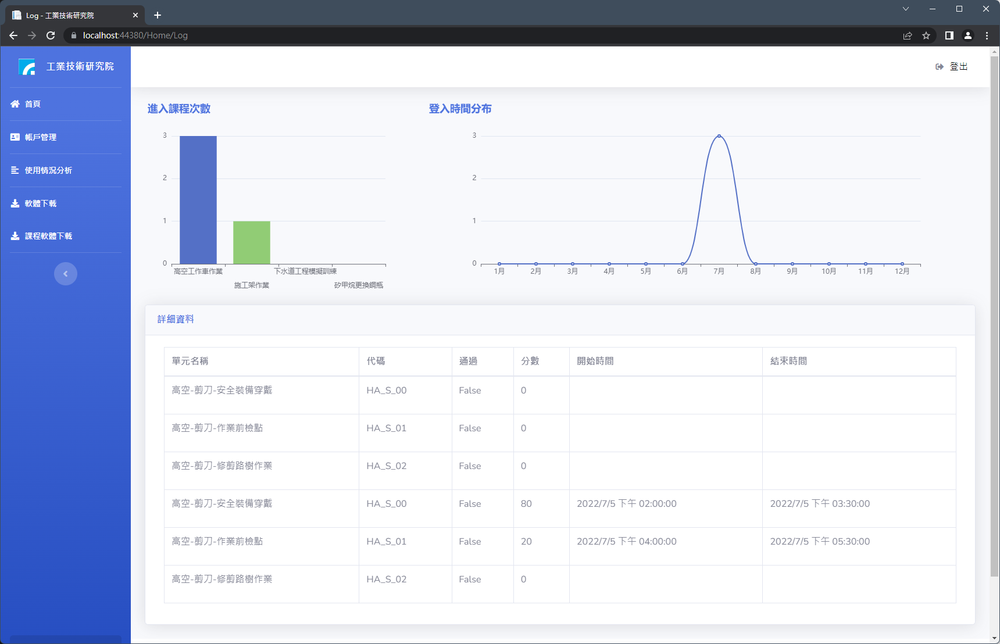 Log - 工業技術研究院
localhost:44380/Home/Log
工業技術研究院
登出
首頁
帳戶管理
使用情況分析
軟體下載
課程軟體下載
進入課程次數
3
2
1
0
高空工作車作業
施工架作業
下水道工程模擬訓練
矽甲烷更換鋼瓶
登入時間分布
3
2
1
0
1月 2月 3月 4月 5月 6月 7月 8月 9月 10月 11月 12月
詳細資料
單元名稱 代碼 通過 分數 開始時間 結束時間
高空-剪刀-安全裝備穿戴 HA_S_00 False 0
高空-剪刀-作業前檢點 HA_S_01 False 0
高空-剪刀-修剪路樹作業 HA_S_02 False 0
高空-剪刀-安全裝備穿戴 HA_S_00 False 80 2022/7/5 下午 02:00:00 2022/7/5 下午 03:30:00
高空-剪刀-作業前檢點 HA_S_01 False 20 2022/7/5 下午 04:00:00 2022/7/5 下午 05:30:00
高空-剪刀-修剪路樹作業 HA_S_02 False 0